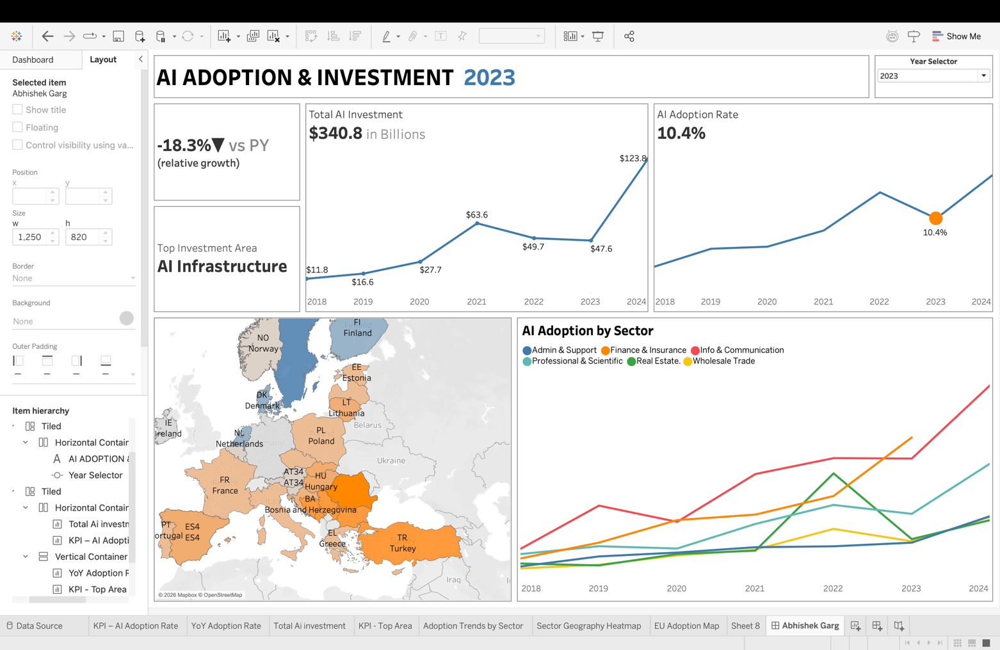 Show Me
Dashboard
Layout
Selected item
Abhishek Garg
Show title
Floating
Control visibility using va...
Position
x
y
Size
w
h
1,250
820
Border
None
Background
None
Outer Padding
Item hierarchy
Tiled
Horizontal Contair
AI ADOPTION &
Year Selector
Tiled
Horizontal Contair
Total Ai investm
KPI – AI Adopti
Vertical Container
YoY Adoption R
KPI - Top Area
AI ADOPTION & INVESTMENT 2023
Year Selector
2023
-18.3%▼ vs PY
(relative growth)
Top Investment Area
AI Infrastructure
Total AI Investment
$340.8 in Billions
$123.8
$63.6
$49.7
$47.6
$27.7
$11.8
$16.6
2018 2019 2020 2021 2022 2023 2024
AI Adoption Rate
10.4%
10.4%
2018 2019 2020 2021 2022 2023 2024
FI
Finland
NO
Norway
EE
Estonia
DK
Denmark
LT
Lithuania
Belarus
IE
Ireland
NL
Netherlands
PL
Poland
Ukraine
AT34
AT34
HU
Hungary
FR
France
BA
Bosnia and Herzegovina
PT
ortugal
ES4
ES4
EL
Greece
TR
Turkey
Iraq
© 2026 Mapbox © OpenStreetMap
AI Adoption by Sector
Admin & Support Finance & Insurance Info & Communication
Professional & Scientific Real Estate. Wholesale Trade
2018 2019 2020 2021 2022 2023 2024
Data Source
KPI – AI Adoption Rate
YoY Adoption Rate
Total Ai investment
KPI - Top Area
Adoption Trends by Sector
Sector Geography Heatmap
EU Adoption Map
Sheet 8
Abhishek Garg